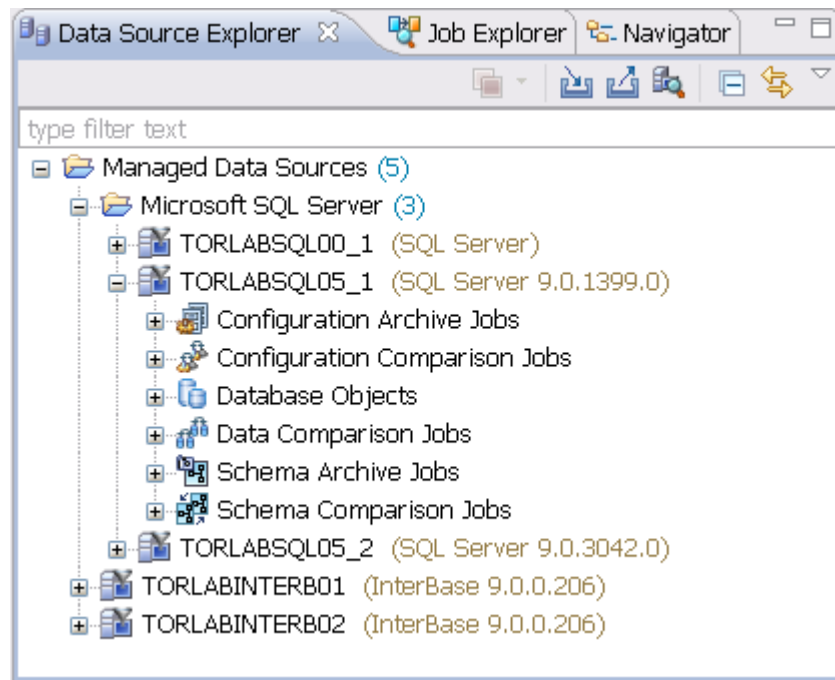 Data Source Explorer Job Explorer Navigator
type filter text
Managed Data Sources (5)
Microsoft SQL Server (3)
TORLABSQL00_1 (SQL Server)
TORLABSQL05_1 (SQL Server 9.0.1399.0)
Configuration Archive Jobs
Configuration Comparison Jobs
Database Objects
Data Comparison Jobs
Schema Archive Jobs
Schema Comparison Jobs
TORLABSQL05_2 (SQL Server 9.0.3042.0)
TORLABINTERB01 (InterBase 9.0.0.206)
TORLABINTERB02 (InterBase 9.0.0.206)